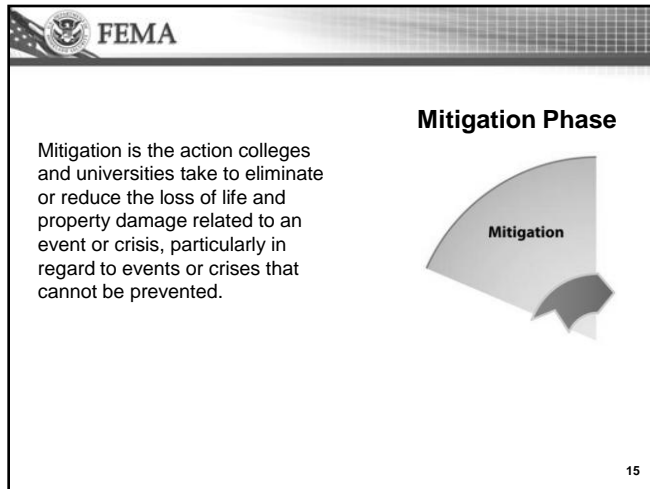 FEMA
Mitigation Phase
Mitigation is the action colleges
and universities take to eliminate
or reduce the loss of life and
property damage related to an
event or crisis, particularly in
regard to events or crises that
cannot be prevented.
Mitigation
15